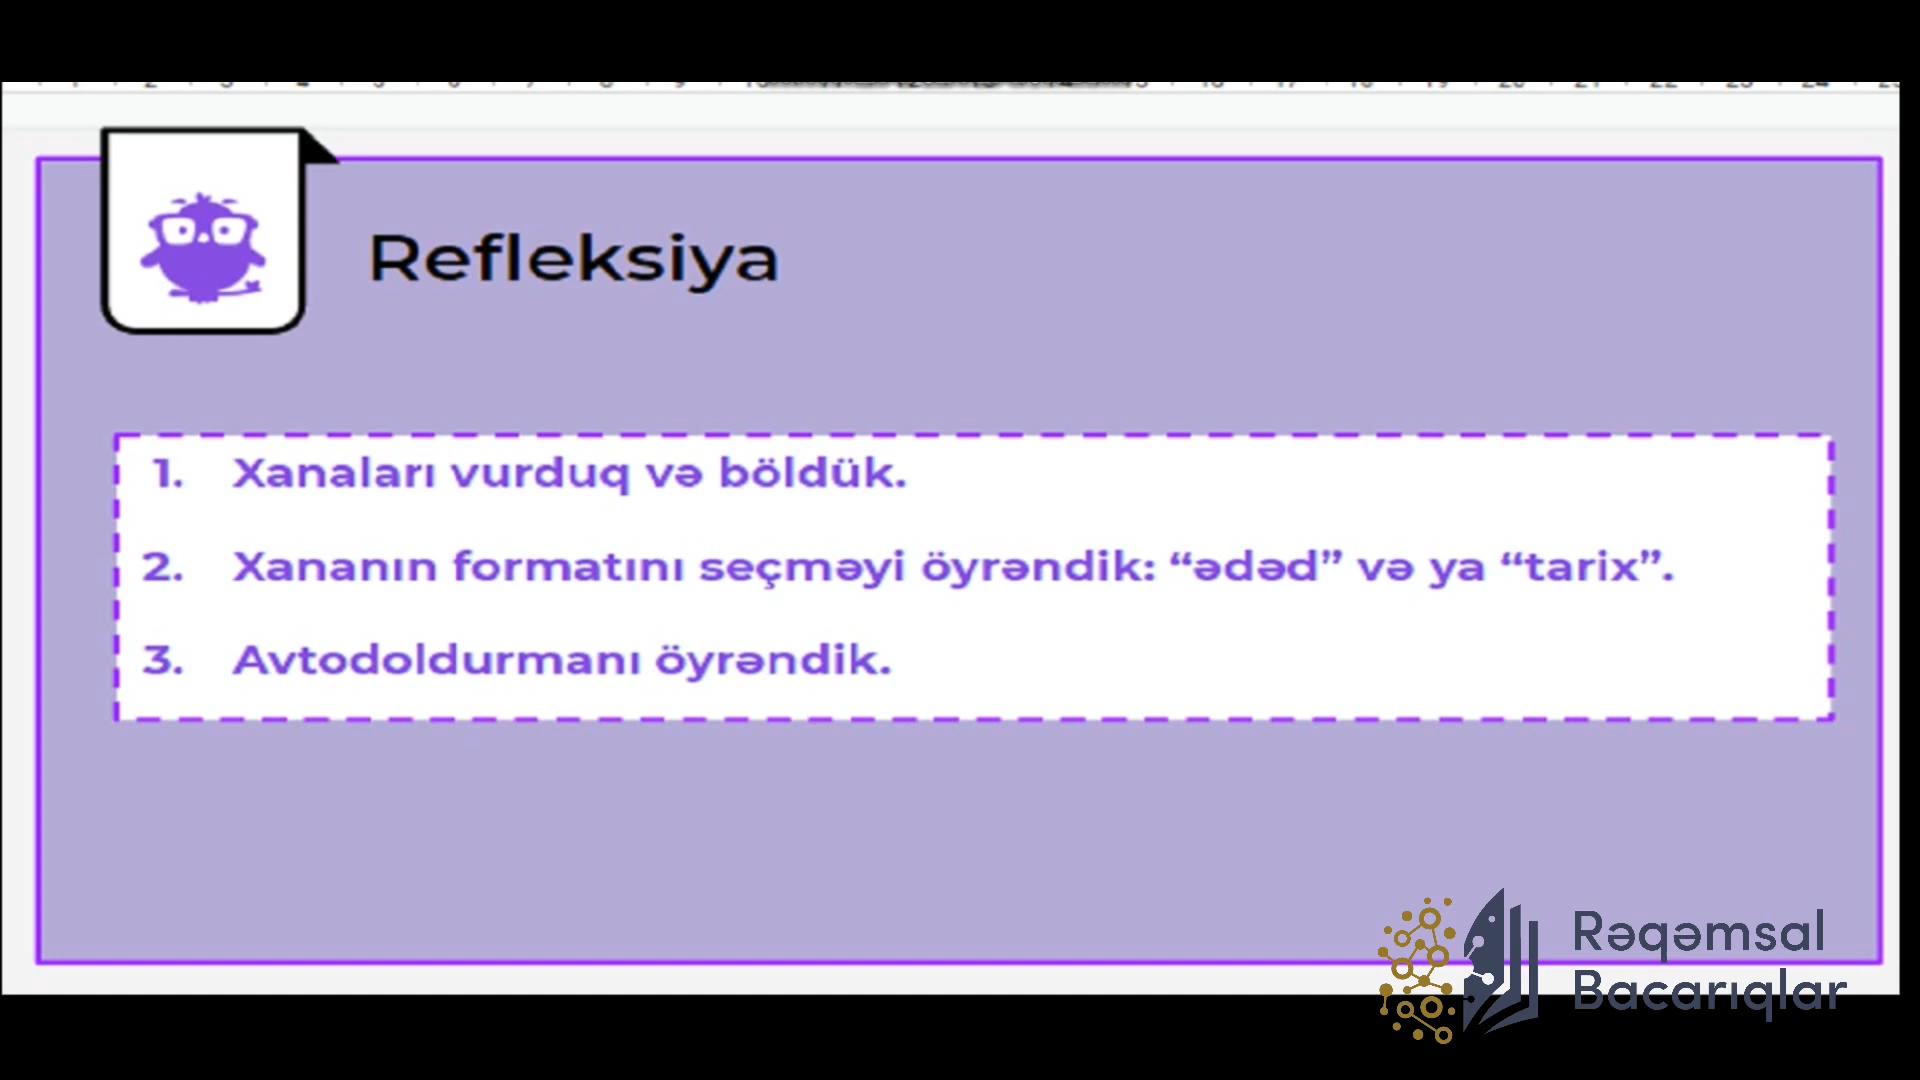 Refleksiya
1. Xanaları vurduq və böldük.
2. Xananın formatını seçməyi öyrəndik: “ədəd” və ya “tarix”.
3. Avtodoldurmanı öyrəndik.
Rəqəmsal
Bacarıqlar